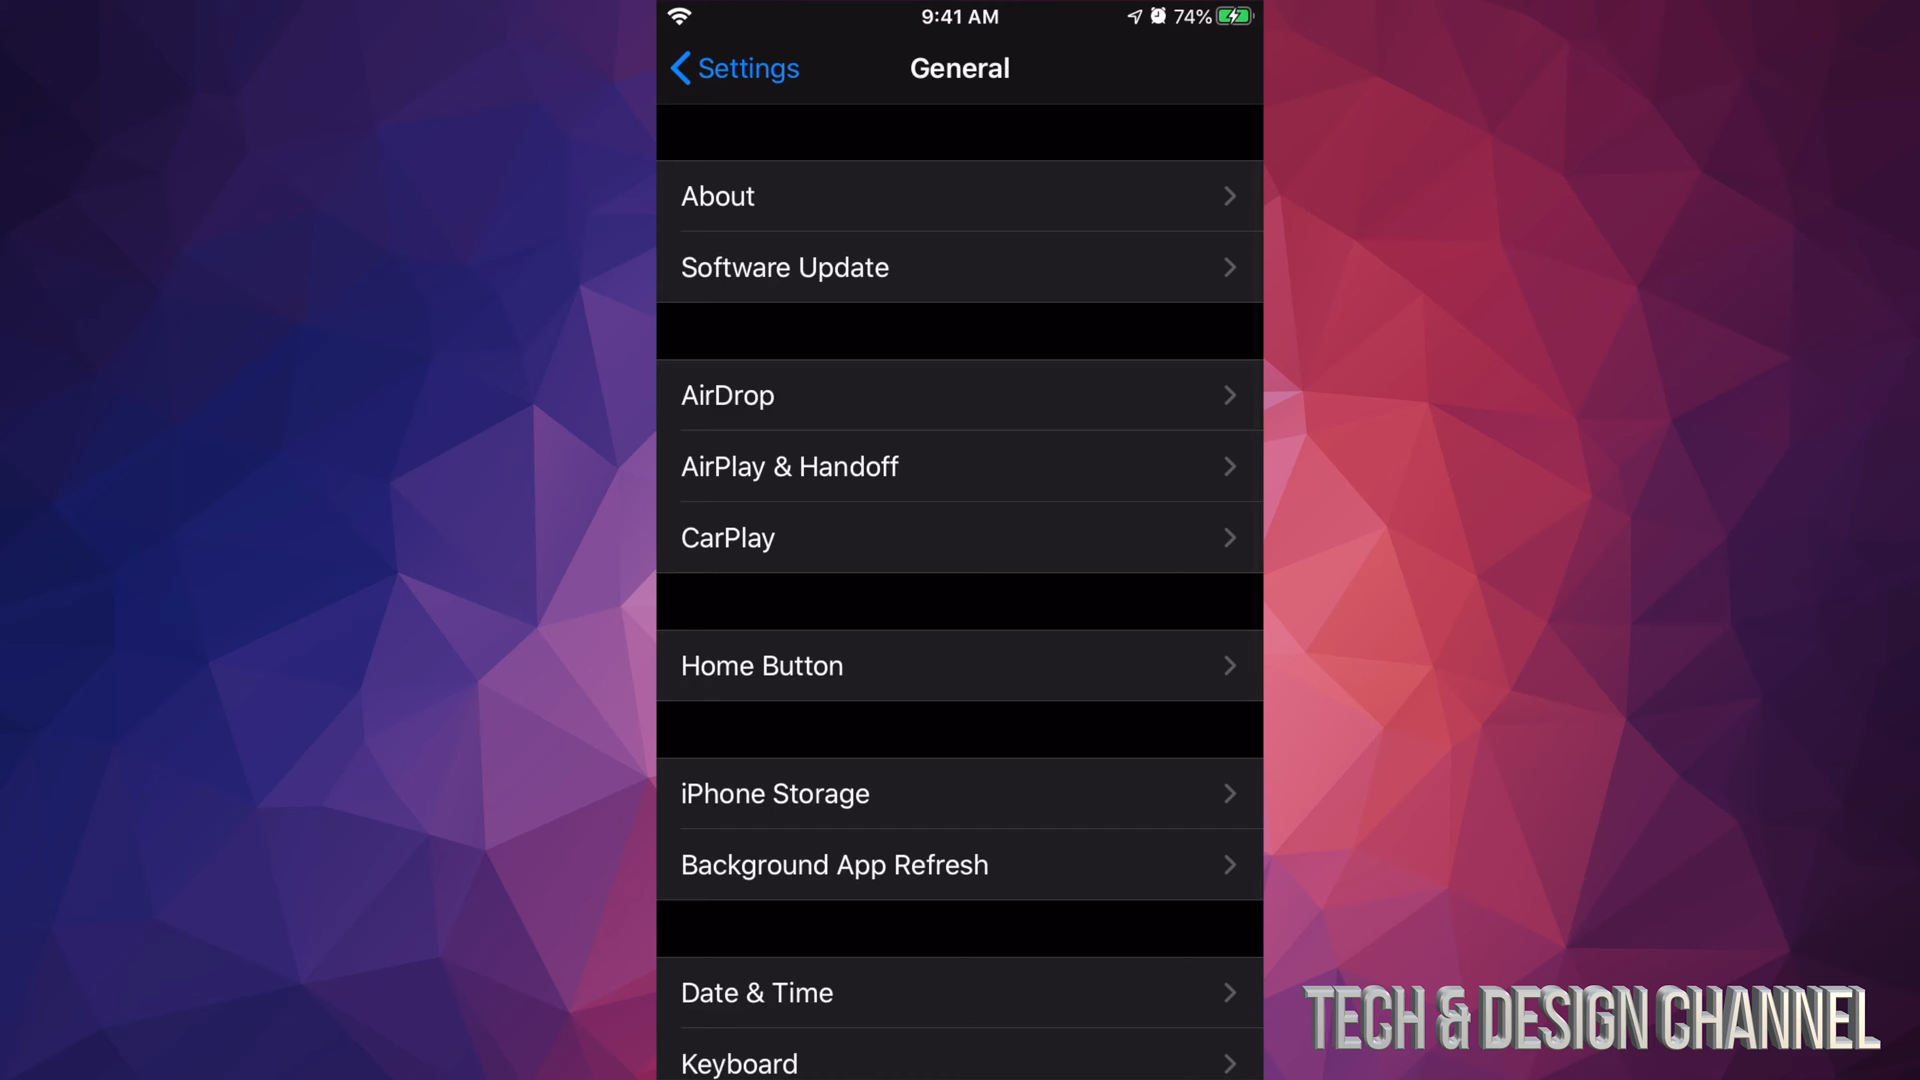 9:41 AM
74%
Settings
General
About
Software Update
AirDrop
AirPlay & Handoff
CarPlay
Home Button
iPhone Storage
Background App Refresh
Date & Time
Keyboard
TECH & DESIGN CHANNEL